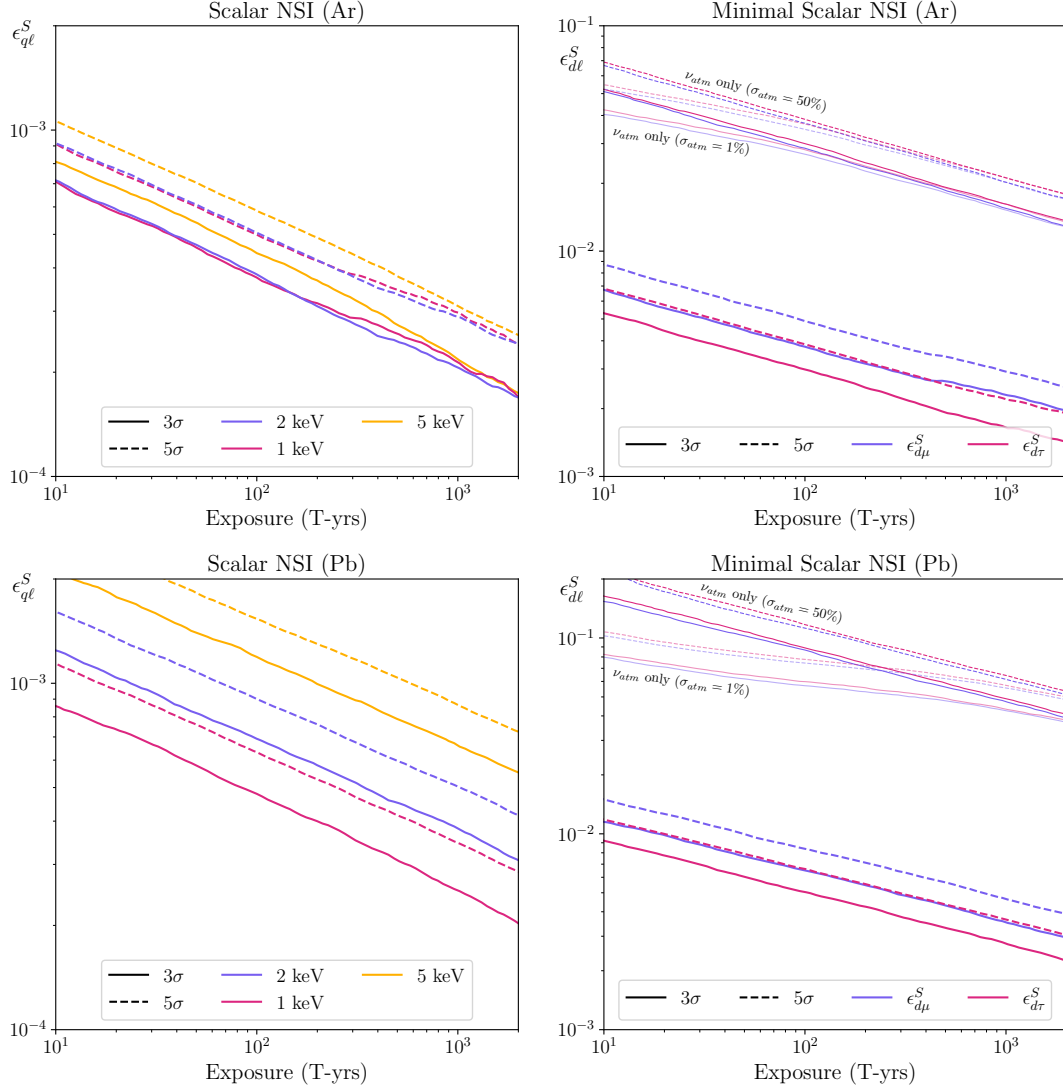 Scalar NSI (Ar)
ϵ^S_{qℓ}
10^{-3}
10^{-4}
3σ
5σ
2 keV
1 keV
5 keV
10^1
10^2
10^3
Exposure (T-yrs)
Minimal Scalar NSI (Ar)
10^{-1}
ϵ^S_{dℓ}
10^{-2}
10^{-3}
ν_{atm} only (σ_{atm} = 50%)
ν_{atm} only (σ_{atm} = 1%)
3σ
5σ
ϵ^S_{dμ}
ϵ^S_{dτ}
10^1
10^2
10^3
Exposure (T-yrs)
Scalar NSI (Pb)
ϵ^S_{qℓ}
10^{-3}
10^{-4}
3σ
5σ
2 keV
1 keV
5 keV
10^1
10^2
10^3
Exposure (T-yrs)
Minimal Scalar NSI (Pb)
ϵ^S_{dℓ}
10^{-1}
10^{-2}
10^{-3}
ν_{atm} only (σ_{atm} = 50%)
ν_{atm} only (σ_{atm} = 1%)
3σ
5σ
ϵ^S_{dμ}
ϵ^S_{dτ}
10^1
10^2
10^3
Exposure (T-yrs)